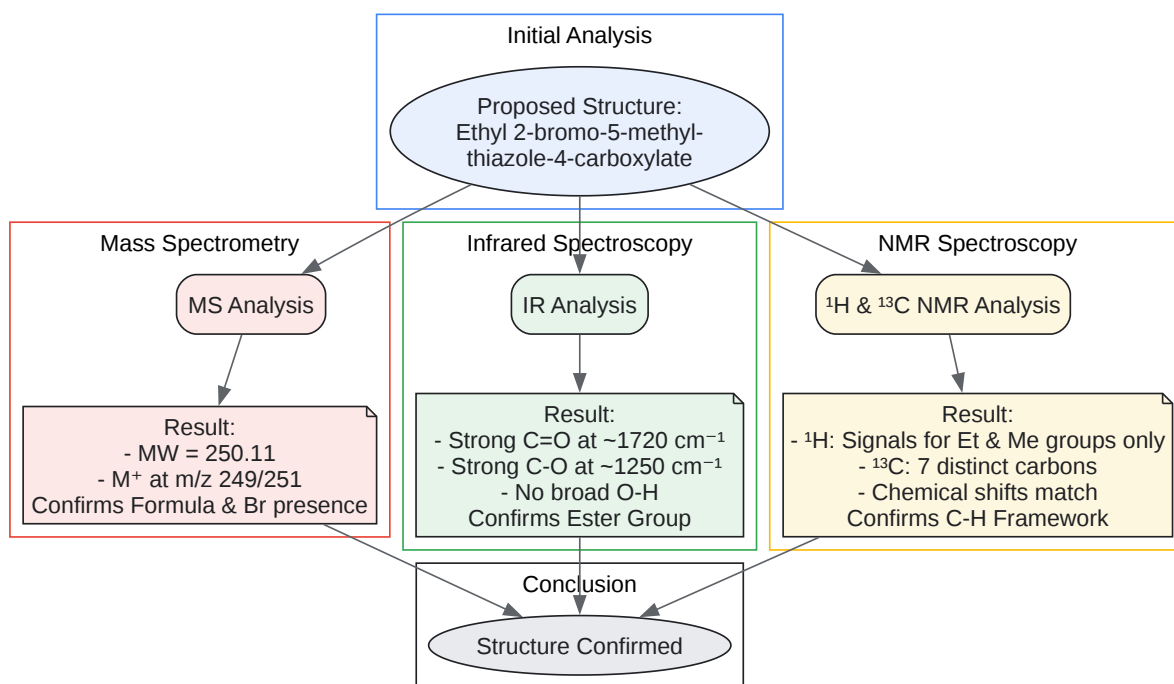 Initial Analysis
Proposed Structure:
Ethyl 2-bromo-5-methyl-
thiazole-4-carboxylate
Mass Spectrometry
MS Analysis
Result:
- MW = 250.11
- M⁺ at m/z 249/251
Confirms Formula & Br presence
Infrared Spectroscopy
IR Analysis
Result:
- Strong C=O at ~1720 cm⁻¹
- Strong C-O at ~1250 cm⁻¹
- No broad O-H
Confirms Ester Group
NMR Spectroscopy
¹H & ¹³C NMR Analysis
Result:
- ¹H: Signals for Et & Me groups only
- ¹³C: 7 distinct carbons
- Chemical shifts match
Confirms C-H Framework
Conclusion
Structure Confirmed